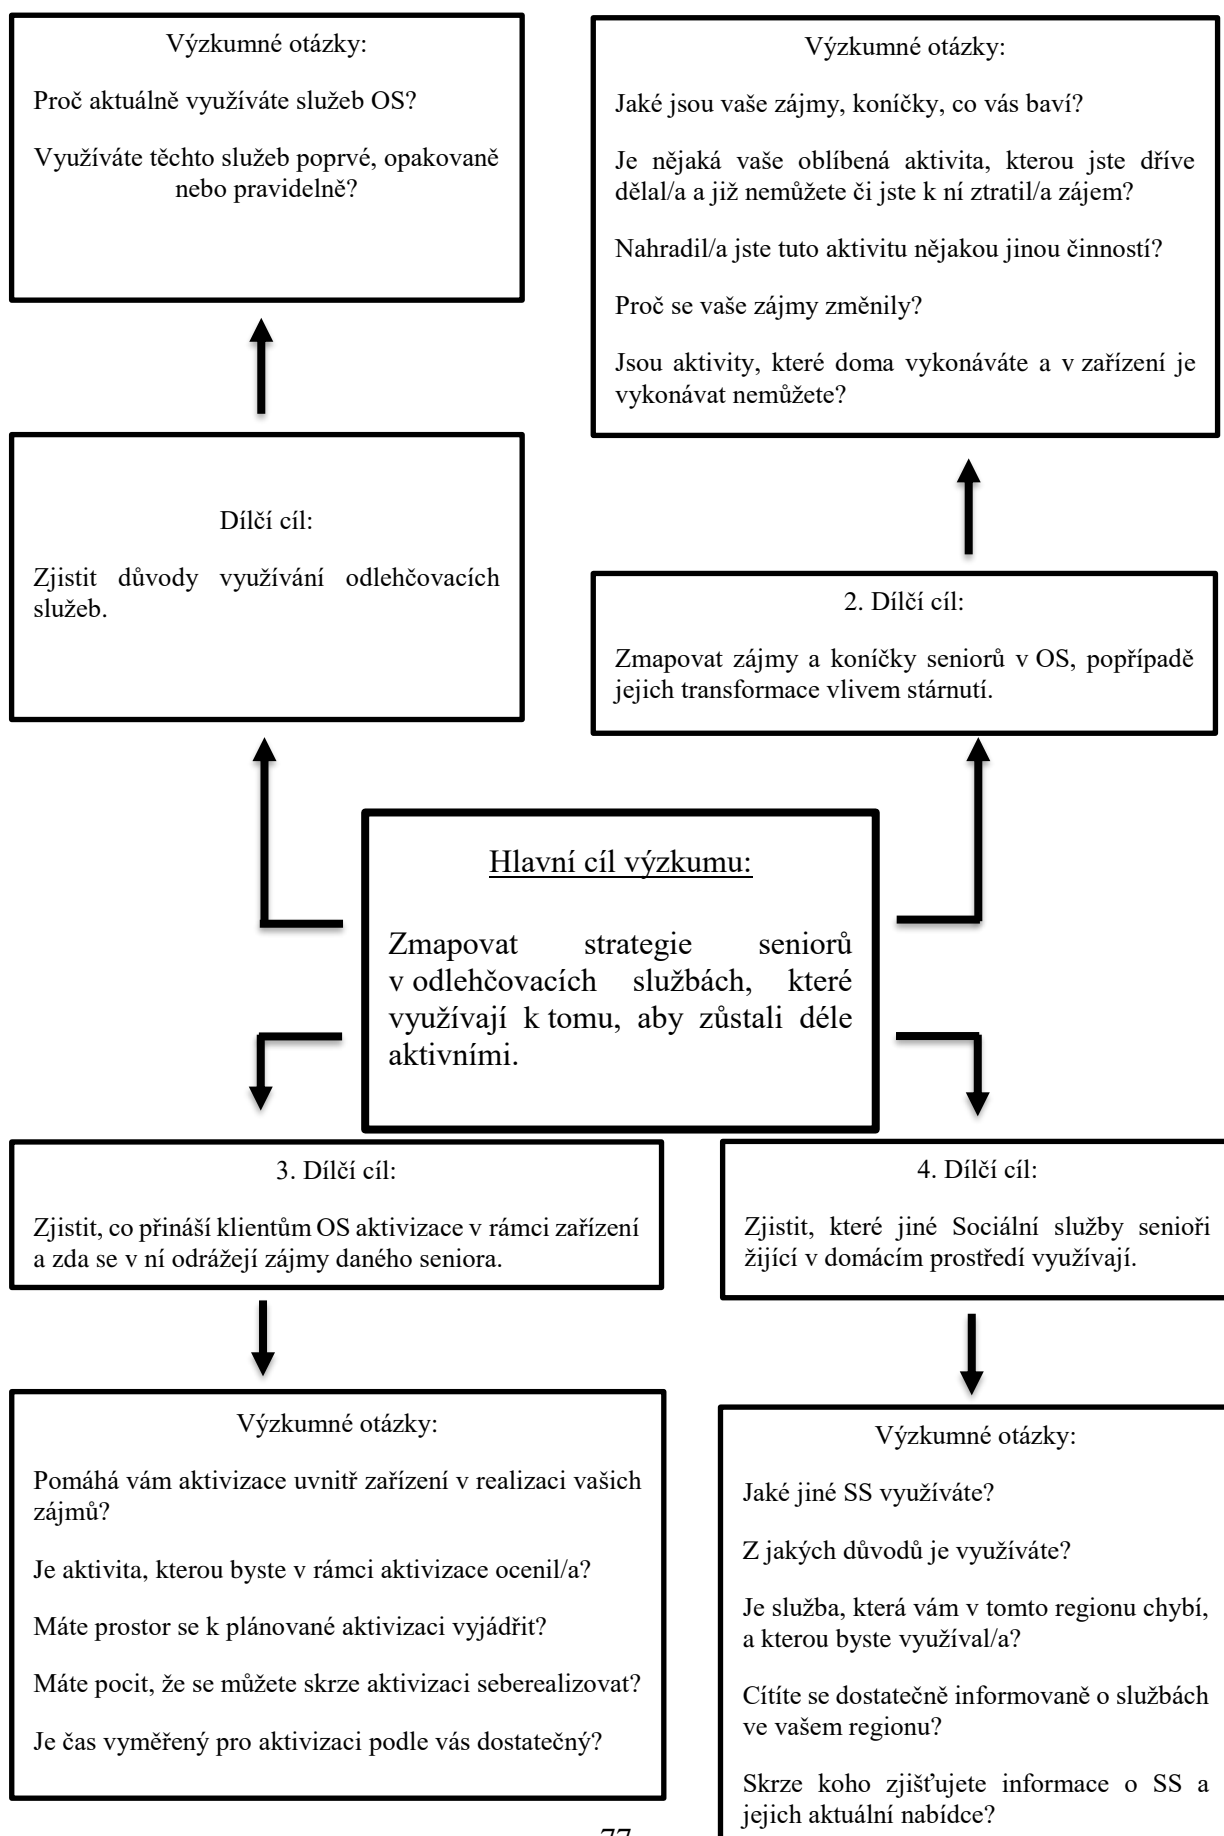 Výzkumné otázky:
Proč aktuálně využíváte služeb OS?
Využíváte těchto služeb poprvé, opakovaně
nebo pravidelně?
Výzkumné otázky:
Jaké jsou vaše zájmy, koníčky, co vás baví?
Je nějaká vaše oblíbená aktivita, kterou jste dříve
dělal/a a již nemůžete či jste k ní ztratil/a zájem?
Nahradil/a jste tuto aktivitu nějakou jinou činností?
Proč se vaše zájmy změnily?
Jsou aktivity, které doma vykonáváte a v zařízení je
vykonávat nemůžete?
Dílčí cíl:
Zjistit důvody využívání odlehčovacích
služeb.
2. Dílčí cíl:
Zmapovat zájmy a koníčky seniorů v OS, popřípadě
jejich transformace vlivem stárnutí.
Hlavní cíl výzkumu:
Zmapovat strategie seniorů
v odlehčovacích službách, které
využívají k tomu, aby zůstali déle
aktivními.
3. Dílčí cíl:
Zjistit, co přináší klientům OS aktivizace v rámci zařízení
a zda se v ní odrážejí zájmy daného seniora.
4. Dílčí cíl:
Zjistit, které jiné Sociální služby senioři
žijící v domácím prostředí využívají.
Výzkumné otázky:
Pomáhá vám aktivizace uvnitř zařízení v realizaci vašich
zájmů?
Je aktivita, kterou byste v rámci aktivizace ocenil/a?
Máte prostor se k plánované aktivizaci vyjádřit?
Máte pocit, že se můžete skrze aktivizaci seberealizovat?
Je čas vyměřený pro aktivizaci podle vás dostatečný?
Výzkumné otázky:
Jaké jiné SS využíváte?
Z jakých důvodů je využíváte?
Je služba, která vám v tomto regionu chybí,
a kterou byste využíval/a?
Cítíte se dostatečně informovaně o službách
ve vašem regionu?
Skrze koho zjišťujete informace o SS a
jejich aktuální nabídce?
77